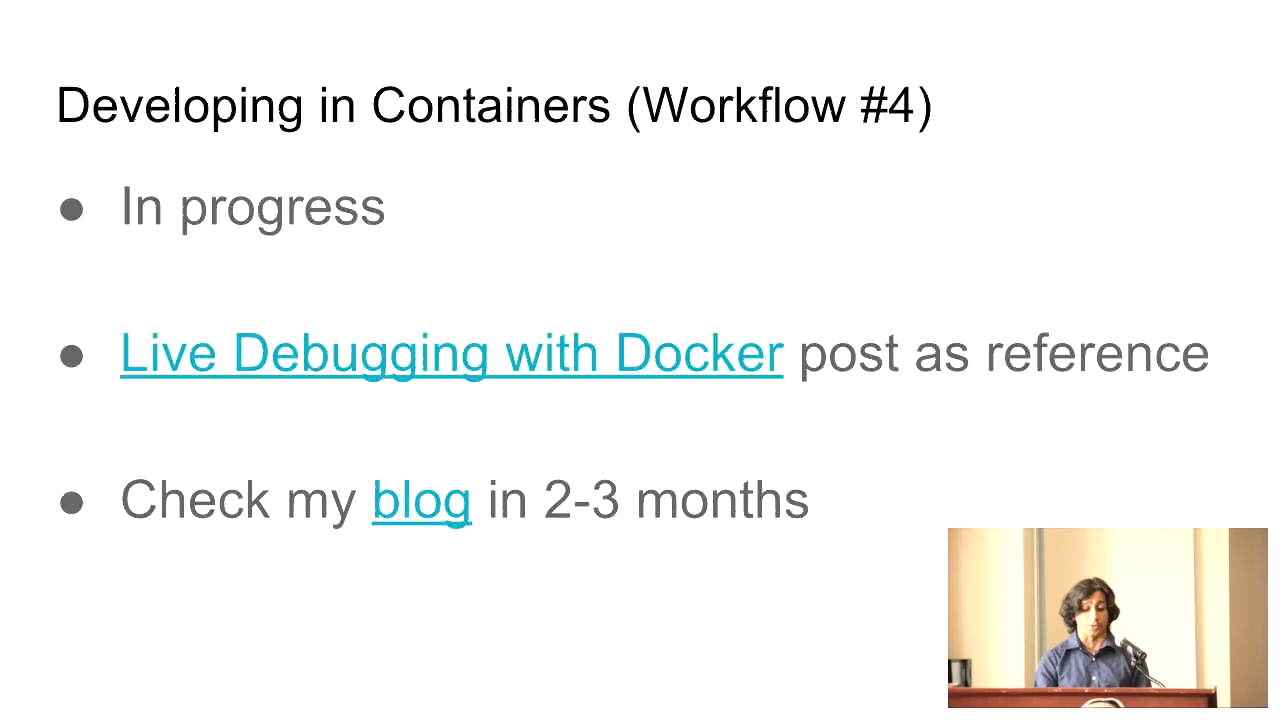 Developing in Containers (Workflow #4)
● In progress
● Live Debugging with Docker post as reference
● Check my blog in 2-3 months